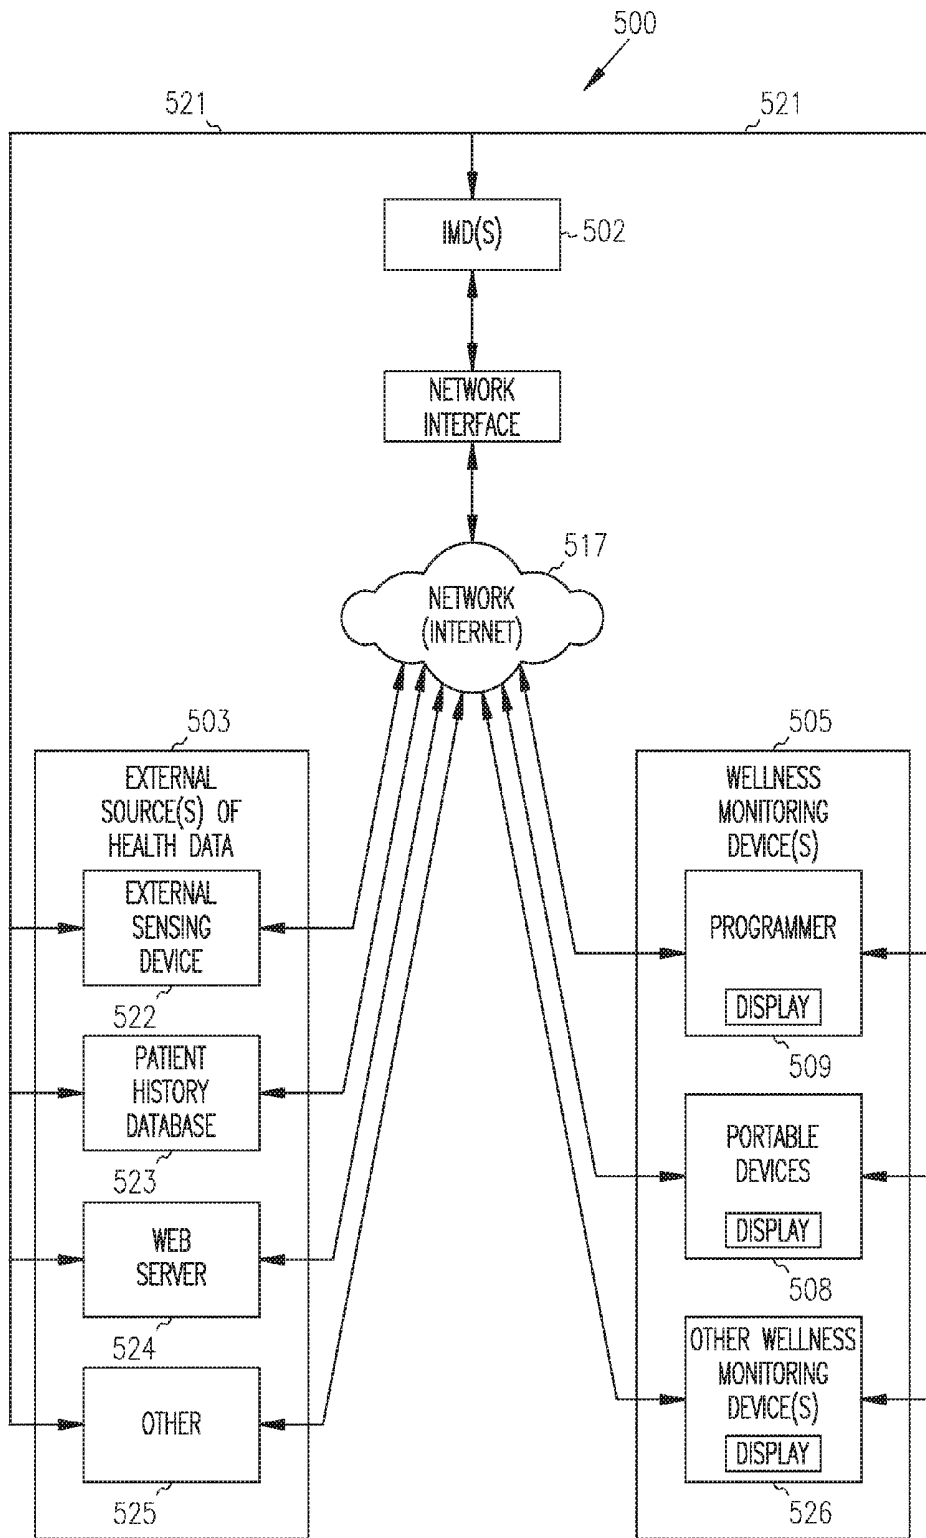 500
521
521
IMD(S)
502
NETWORK
INTERFACE
517
NETWORK
(INTERNET)
503
EXTERNAL
SOURCE(S) OF
HEALTH DATA
EXTERNAL
SENSING
DEVICE
522
PATIENT
HISTORY
DATABASE
523
WEB
SERVER
524
OTHER
525
505
WELLNESS
MONITORING
DEVICE(S)
PROGRAMMER
DISPLAY
509
PORTABLE
DEVICES
DISPLAY
508
OTHER WELLNESS
MONITORING
DEVICE(S)
DISPLAY
526